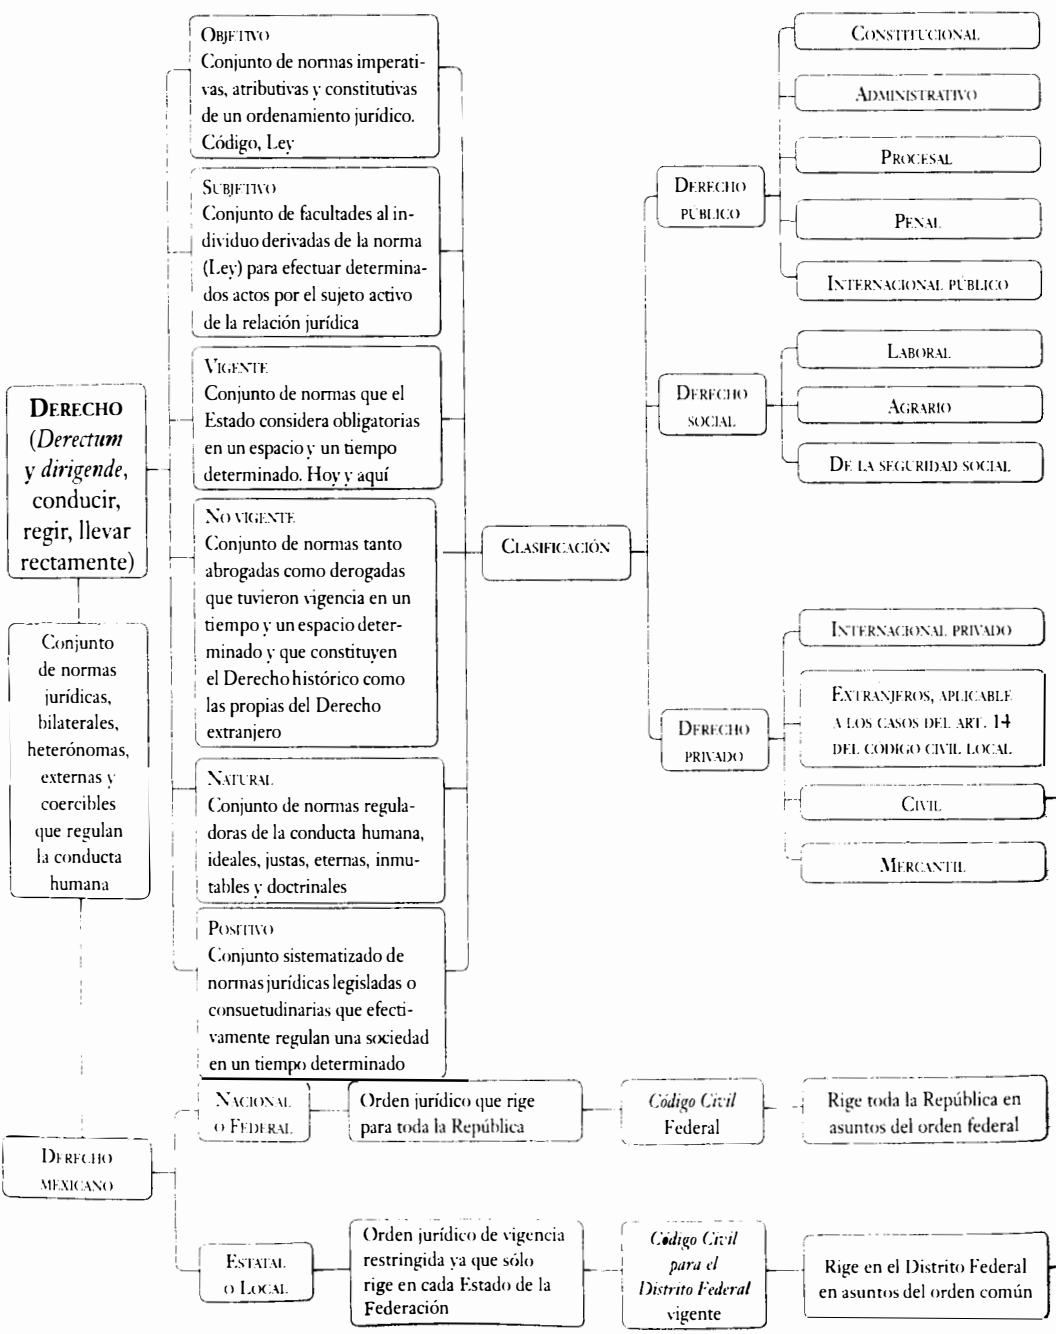 DERECHO
(Derectum
y dirigende,
conducir,
regir, llevar
rectamente)
Conjunto
de normas
jurídicas,
bilaterales,
heterónomas,
externas y
coercibles
que regulan
la conducta
humana
OBJETIVO
Conjunto de normas imperati-
vas, atributivas y constitutivas
de un ordenamiento jurídico.
Código, Ley
SUBJETIVO
Conjunto de facultades al in-
dividuo derivadas de la norma
(Ley) para efectuar determina-
dos actos por el sujeto activo
de la relación jurídica
VIGENTE
Conjunto de normas que el
Estado considera obligatorias
en un espacio y un tiempo
determinado. Hoy y aquí
NO VIGENTE
Conjunto de normas tanto
abrogadas como derogadas
que tuvieron vigencia en un
tiempo y un espacio deter-
minado y que constituyen
el Derecho histórico como
las propias del Derecho
extranjero
NATURAL
Conjunto de normas regula-
doras de la conducta humana,
ideales, justas, eternas, inmu-
tables y doctrinales
POSITIVO
Conjunto sistematizado de
normas jurídicas legisladas o
consuetudinarias que efecti-
vamente regulan una sociedad
en un tiempo determinado
CLASIFICACIÓN
DERECHO
PÚBLICO
CONSTITUCIONAL
ADMINISTRATIVO
PROCESAL
PENAL
INTERNACIONAL PÚBLICO
DERECHO
SOCIAL
LABORAL
AGRARIO
DE LA SEGURIDAD SOCIAL
DERECHO
PRIVADO
INTERNACIONAL PRIVADO
EXTRANJEROS, APLICABLE
A LOS CASOS DEL ART. 14
DEL CÓDIGO CIVIL LOCAL
CIVIL
MERCANTIL
DERECHO
MEXICANO
NACIONAL
O FEDERAL
Orden jurídico que rige
para toda la República
Código Civil
Federal
Rige toda la República en
asuntos del orden federal
ESTATAL
O LOCAL
Orden jurídico de vigencia
restringida ya que sólo
rige en cada Estado de la
Federación
Código Civil
para el
Distrito Federal
vigente
Rige en el Distrito Federal
en asuntos del orden común